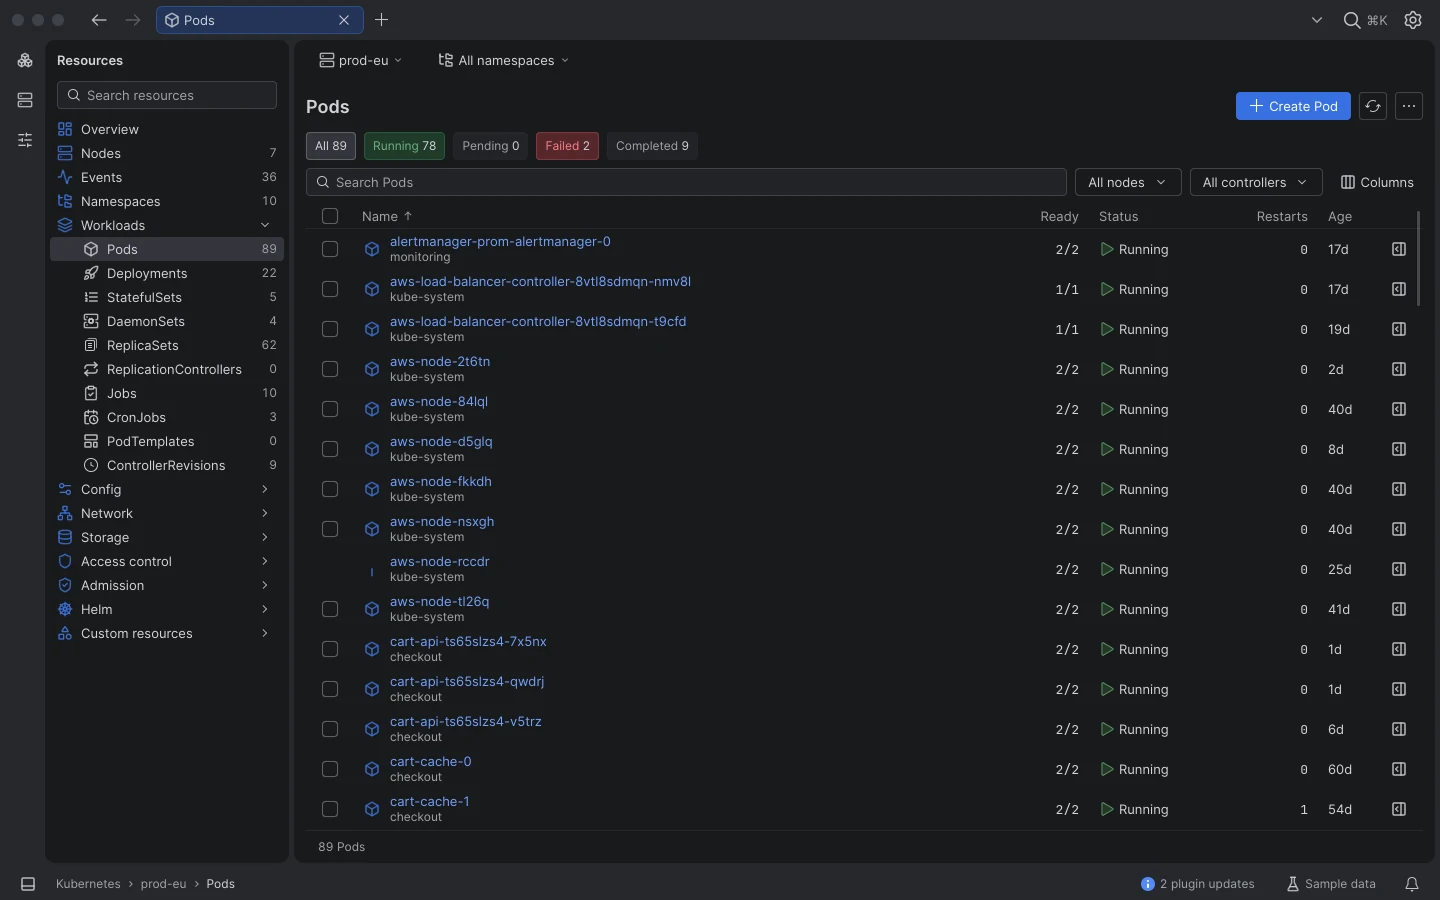 Pods
⌘K
Resources
Search resources
Overview
Nodes 7
Events 36
Namespaces 10
Workloads
Pods 89
Deployments 22
StatefulSets 5
DaemonSets 4
ReplicaSets 62
ReplicationControllers 0
Jobs 10
CronJobs 3
PodTemplates 0
ControllerRevisions 9
Config
Network
Storage
Access control
Admission
Helm
Custom resources
prod-eu All namespaces
Pods
Create Pod
All 89 Running 78 Pending 0 Failed 2 Completed 9
Search Pods All nodes All controllers Columns
Name ↑ Ready Status Restarts Age
alertmanager-prom-alertmanager-0
monitoring
2/2 Running 0 17d
aws-load-balancer-controller-8vtl8sdmqn-nmv8l
kube-system
1/1 Running 0 17d
aws-load-balancer-controller-8vtl8sdmqn-t9cfd
kube-system
1/1 Running 0 19d
aws-node-2t6tn
kube-system
2/2 Running 0 2d
aws-node-84lql
kube-system
2/2 Running 0 40d
aws-node-d5glq
kube-system
2/2 Running 0 8d
aws-node-fkkdh
kube-system
2/2 Running 0 40d
aws-node-nsxgh
kube-system
2/2 Running 0 40d
aws-node-rccdr
kube-system
2/2 Running 0 25d
aws-node-tl26q
kube-system
2/2 Running 0 41d
cart-api-ts65slzs4-7x5nx
checkout
2/2 Running 0 1d
cart-api-ts65slzs4-qwdrj
checkout
2/2 Running 0 1d
cart-api-ts65slzs4-v5trz
checkout
2/2 Running 0 6d
cart-cache-0
checkout
2/2 Running 0 60d
cart-cache-1
checkout
2/2 Running 1 54d
89 Pods
Kubernetes › prod-eu › Pods
2 plugin updates Sample data